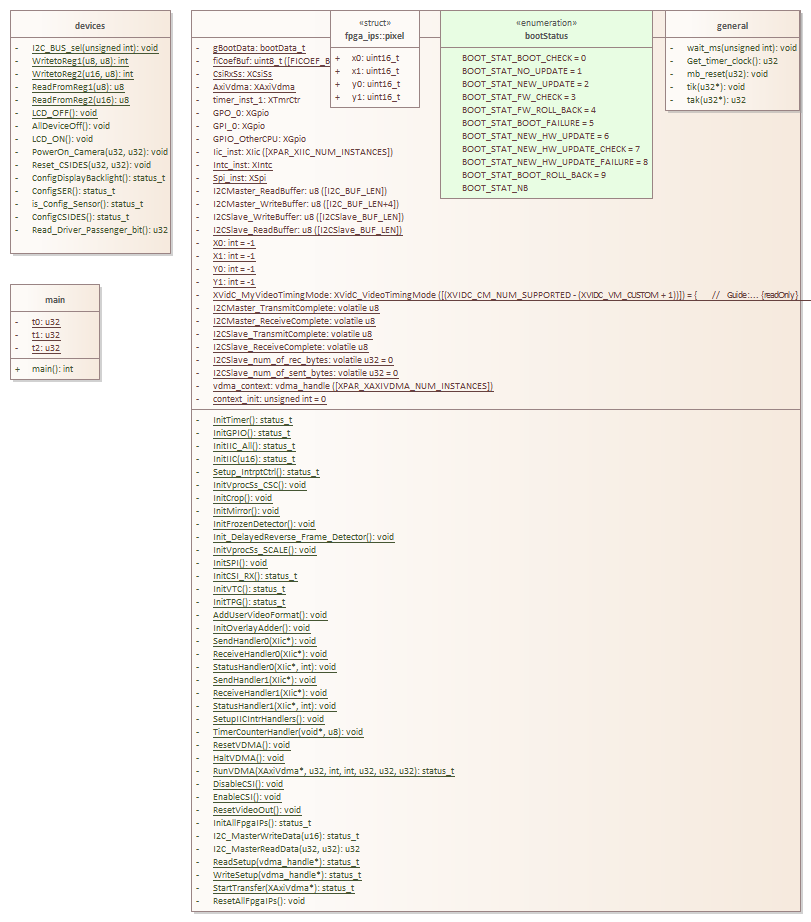 devices
- I2C_BUS_sel(unsigned int): void
- WritetoReg1(u8, u8): int
- WritetoReg2(u16, u8): int
- ReadFromReg1(u8): u8
- ReadFromReg2(u16): u8
- LCD_OFF(): void
- AllDeviceOff(): void
- LCD_ON(): void
- PowerOn_Camera(u32, u32): void
- Reset_CSIDES(u32, u32): void
- ConfigDisplayBacklight(): status_t
- ConfigSER(): status_t
- is_Config_Sensor(): status_t
- ConfigCSIDES(): status_t
- Read_Driver_Passenger_bit(): u32
main
- t0: u32
- t1: u32
- t2: u32
+ main(): int
- gBootData: bootData_t
- fiCoefBuf: uint8_t ([FICOEF_B
- CsiRxSs: XCsiSs
- AxiVdma: XAxiVdma
- timer_inst_1: XTmrCtr
- GPO_0: XGpio
- GPI_0: XGpio
- GPIO_OtherCPU: XGpio
- Iic_inst: XIic ([XPAR_XIIC_NUM_INSTANCES])
- Intc_inst: XIntc
- Spi_inst: XSpi
- I2CMaster_ReadBuffer: u8 ([I2C_BUF_LEN])
- I2CMaster_WriteBuffer: u8 ([I2C_BUF_LEN+4])
- I2CSlave_WriteBuffer: u8 ([I2CSlave_BUF_LEN])
- I2CSlave_ReadBuffer: u8 ([I2CSlave_BUF_LEN])
- X0: int = -1
- X1: int = -1
- Y0: int = -1
- Y1: int = -1
- XVidC_MyVideoTimingMode: XVidC_VideoTimingMode ([(XVIDC_CM_NUM_SUPPORTED - (XVIDC_VM_CUSTOM + 1))]) = { // Guide:... {readOnly}
- I2CMaster_TransmitComplete: volatile u8
- I2CMaster_ReceiveComplete: volatile u8
- I2CSlave_TransmitComplete: volatile u8
- I2CSlave_ReceiveComplete: volatile u8
- I2CSlave_num_of_rec_bytes: volatile u32 = 0
- I2CSlave_num_of_sent_bytes: volatile u32 = 0
- vdma_context: vdma_handle ([XPAR_XAXIVDMA_NUM_INSTANCES])
- context_init: unsigned int = 0
- InitTimer(): status_t
- InitGPIO(): status_t
- InitIIC_All(): status_t
- InitIIC(u16): status_t
- Setup_IntrptCtrl(): status_t
- InitVprocSs_CSC(): void
- InitCrop(): void
- InitMirror(): void
- InitFrozenDetector(): void
- Init_DelayedReverse_Frame_Detector(): void
- InitVprocSs_SCALE(): void
- InitSPI(): void
- InitCSI_RX(): status_t
- InitVTC(): status_t
- InitTPG(): status_t
- AddUserVideoFormat(): void
- InitOverlayAdder(): void
- SendHandler0(XIic*): void
- ReceiveHandler0(XIic*): void
- StatusHandler0(XIic*, int): void
- SendHandler1(XIic*): void
- ReceiveHandler1(XIic*): void
- StatusHandler1(XIic*, int): void
- SetupIICIntrHandlers(): void
- TimerCounterHandler(void*, u8): void
- ResetVDMA(): void
- HaltVDMA(): void
- RunVDMA(XAxiVdma*, u32, int, int, u32, u32, u32): status_t
- DisableCSI(): void
- EnableCSI(): void
- ResetVideoOut(): void
- InitAllFpgaIPs(): status_t
- I2C_MasterWriteData(u16): status_t
- I2C_MasterReadData(u32, u32): u32
- ReadSetup(vdma_handle*): status_t
- WriteSetup(vdma_handle*): status_t
- StartTransfer(XAxiVdma*): status_t
- ResetAllFpgaIPs(): void
«struct»
fpga_ips::pixel
+ x0: uint16_t
+ x1: uint16_t
+ y0: uint16_t
+ y1: uint16_t
«enumeration»
bootStatus
BOOT_STAT_BOOT_CHECK = 0
BOOT_STAT_NO_UPDATE = 1
BOOT_STAT_NEW_UPDATE = 2
BOOT_STAT_FW_CHECK = 3
BOOT_STAT_FW_ROLL_BACK = 4
BOOT_STAT_BOOT_FAILURE = 5
BOOT_STAT_NEW_HW_UPDATE = 6
BOOT_STAT_NEW_HW_UPDATE_CHECK = 7
BOOT_STAT_NEW_HW_UPDATE_FAILURE = 8
BOOT_STAT_BOOT_ROLL_BACK = 9
BOOT_STAT_NB
general
- wait_ms(unsigned int): void
- Get_timer_clock(): u32
- mb_reset(u32): void
- tik(u32*): void
- tak(u32*): u32